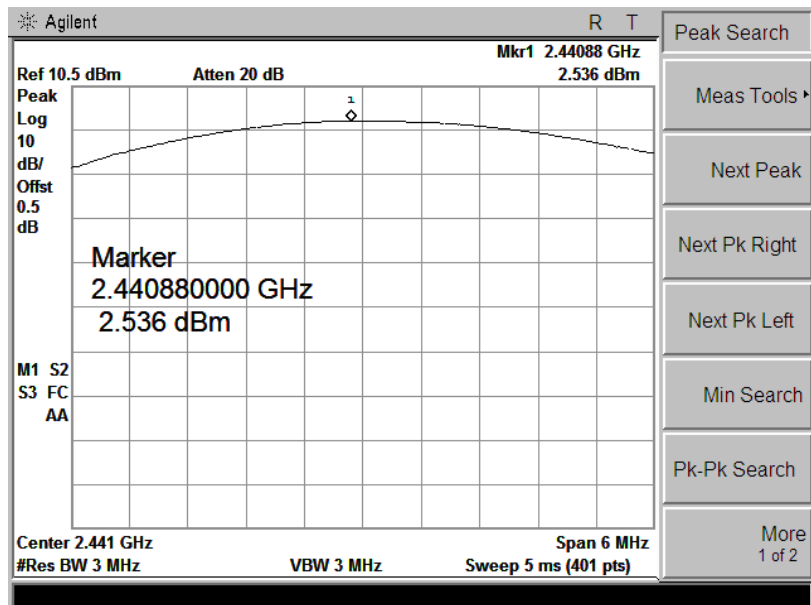 Agilent R T
Mkr1 2.44088 GHz
Ref 10.5 dBm Atten 20 dB 2.536 dBm
Peak
Log
10
dB/
Offst
0.5
dB
1
Marker
2.440880000 GHz
2.536 dBm
M1 S2
S3 FC
AA
Center 2.441 GHz Span 6 MHz
#Res BW 3 MHz VBW 3 MHz Sweep 5 ms (401 pts)
Peak Search
Meas Tools
Next Peak
Next Pk Right
Next Pk Left
Min Search
Pk-Pk Search
More
1 of 2